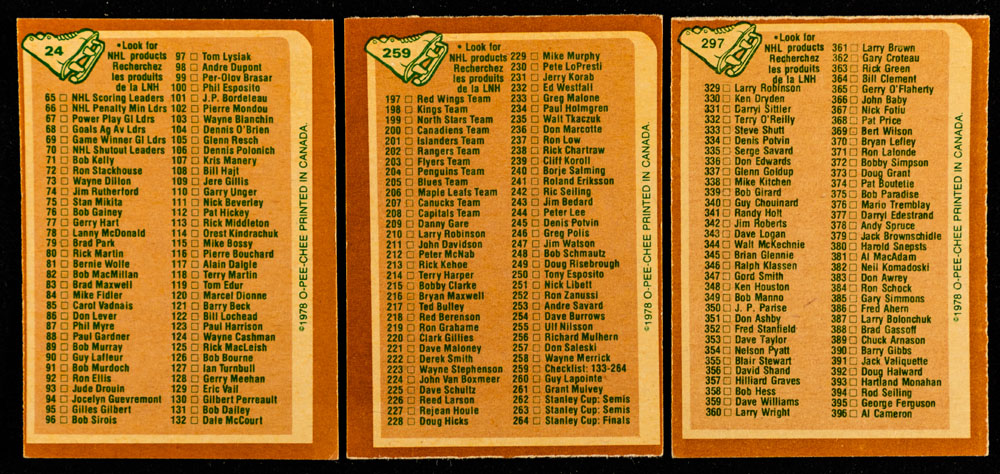 24
•Look for
NHL products
Recherchez
les produits
de la LNH
65 NHL Scoring Leaders
66 NHL Penalty Min Ldrs
67 Power Play Gl Ldrs
68 Goals Ag Av Ldrs
69 Game Winner Gl Ldrs
70 NHL Shutout Leaders
71 Bob Kelly
72 Ron Stackhouse
73 Wayne Dillon
74 Jim Rutherford
75 Stan Mikita
76 Bob Gainey
77 Gerry Hart
78 Lanny McDonald
79 Brad Park
80 Rick Martin
81 Bernie Wolfe
82 Bob MacMillan
83 Brad Maxwell
84 Mike Fidler
85 Carol Vadnais
86 Don Lever
87 Phil Myre
88 Paul Gardner
89 Bob Murray
90 Guy Lafleur
91 Bob Murdoch
92 Ron Ellis
93 Jude Drouin
94 Jocelyn Guevremont
95 Gilles Gilbert
96 Bob Sirois
97 Tom Lysiak
98 Andre Dupont
99 Per-Olov Brasar
100 Phil Esposito
101 J.P. Bordeleau
102 Pierre Mondou
103 Wayne Bianchin
104 Dennis O'Brien
105 Glenn Resch
106 Dennis Polonich
107 Kris Manery
108 Bill Hajt
109 Jere Gillis
110 Garry Unger
111 Nick Beverley
112 Pat Hickey
113 Rick Middleton
114 Orest Kindrachuk
115 Mike Bossy
116 Pierre Bouchard
117 Alain Daigle
118 Terry Martin
119 Tom Edur
120 Marcel Dionne
121 Barry Beck
122 Bill Lochead
123 Paul Harrison
124 Wayne Cashman
125 Rick MacLeish
126 Bob Bourne
127 Ian Turnbull
128 Gerry Meehan
129 Eric Vail
130 Gilbert Perreault
131 Bob Dailey
132 Dale McCourt
©1978 O-PEE-CHEE PRINTED IN CANADA.
259
•Look for
NHL products
Recherchez
les produits
de la LNH
197 Red Wings Team
198 Kings Team
199 North Stars Team
200 Canadiens Team
201 Islanders Team
202 Rangers Team
203 Flyers Team
204 Penguins Team
205 Blues Team
206 Maple Leafs Team
207 Canucks Team
208 Capitals Team
209 Danny Gare
210 Larry Robinson
211 John Davidson
212 Peter McNab
213 Rick Kehoe
214 Terry Harper
215 Bobby Clarke
216 Bryan Maxwell
217 Ted Bulley
218 Red Berenson
219 Ron Grahame
220 Clark Gillies
221 Dave Maloney
222 Derek Smith
223 Wayne Stephenson
224 John Van Boxmeer
225 Dave Schultz
226 Reed Larson
227 Rejean Houle
228 Doug Hicks
229 Mike Murphy
230 Pete LoPresti
231 Jerry Korab
232 Ed Westfall
233 Greg Malone
234 Paul Holmgren
235 Walt Tkaczuk
236 Don Marcotte
237 Ron Low
238 Rick Chartraw
239 Cliff Koroll
240 Borje Salming
241 Roland Eriksson
242 Ric Seiling
243 Jim Bedard
244 Peter Lee
245 Denis Potvin
246 Greg Polis
247 Jim Watson
248 Bob Schmautz
249 Doug Risebrough
250 Tony Esposito
251 Nick Libett
252 Ron Zanussi
253 Andre Savard
254 Dave Burrows
255 Ulf Nilsson
256 Richard Mulhern
257 Don Saleski
258 Wayne Merrick
259 Checklist: 133-264
260 Guy Lapointe
261 Grant Mulvey
262 Stanley Cup: Semis
263 Stanley Cup: Semis
264 Stanley Cup: Finals
©1978 O-PEE-CHEE PRINTED IN CANADA.
297
•Look for
NHL products
Recherchez
les produits
de la LNH
329 Larry Robinson
330 Ken Dryden
331 Darryl Sittler
332 Terry O'Reilly
333 Steve Shutt
334 Denis Potvin
335 Serge Savard
336 Don Edwards
337 Glenn Goldup
338 Mike Kitchen
339 Bob Girard
340 Guy Chouinard
341 Randy Holt
342 Jim Roberts
343 Dave Logan
344 Walt McKechnie
345 Brian Glennie
346 Ralph Klassen
347 Gord Smith
348 Ken Houston
349 Bob Manno
350 J. P. Parise
351 Don Ashby
352 Fred Stanfield
353 Dave Taylor
354 Nelson Pyatt
355 Blair Stewart
356 David Shand
357 Hilliard Graves
358 Bob Hess
359 Dave Williams
360 Larry Wright
361 Larry Brown
362 Gary Croteau
363 Rick Green
364 Bill Clement
365 Gerry O'Flaherty
366 John Baby
367 Nick Fotiu
368 Pat Price
369 Bert Wilson
370 Bryan Lefley
371 Ron Lalonde
372 Bobby Simpson
373 Doug Grant
374 Pat Boutette
375 Bob Paradise
376 Mario Tremblay
377 Darryl Edestrand
378 Andy Spruce
379 Jack Brownschidle
380 Harold Snepsts
381 Al MacAdam
382 Neil Komadoski
383 Don Awrey
384 Ron Schock
385 Gary Simmons
386 Fred Ahern
387 Larry Bolonchuk
388 Brad Gassoff
389 Chuck Arnason
390 Barry Gibbs
391 Jack Valiquette
392 Doug Halward
393 Hartland Monahan
394 Rod Seiling
395 George Ferguson
396 Al Cameron
©1978 O-PEE-CHEE PRINTED IN CANADA.